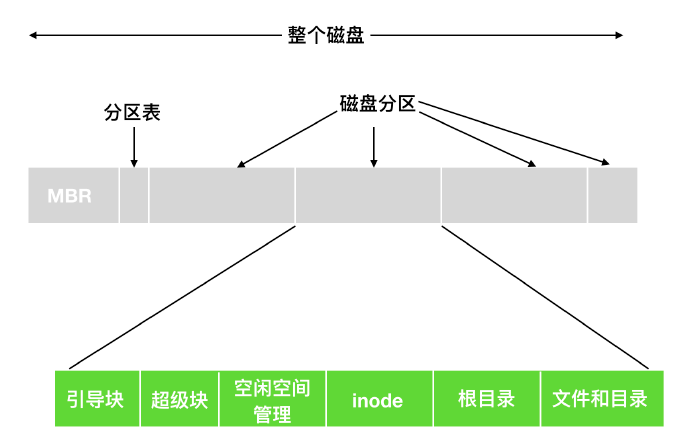 整个磁盘
分区表
磁盘分区
MBR
引导块
超级块
空闲空间
管理
inode
根目录
文件和目录